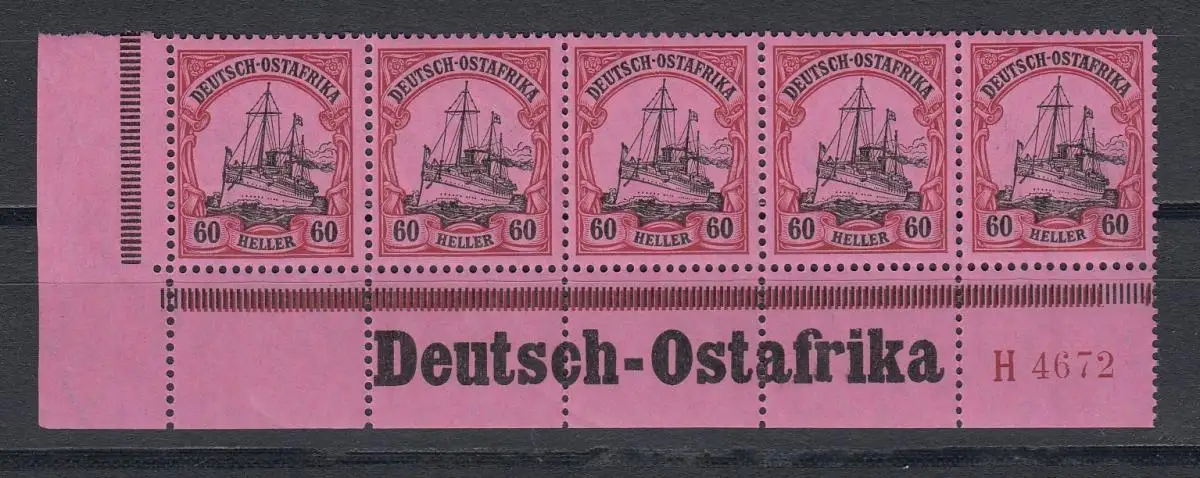 DEUTSCH-OSTAFRIKA DEUTSCH-OSTAFRIKA DEUTSCH-OSTAFRIKA DEUTSCH-OSTAFRIKA DEUTSCH-OSTAFRIKA
60 HELLER 60 60 HELLER 60 60 HELLER 60 60 HELLER 60 60 HELLER 60
Deutsch-Ostafrika H 4672